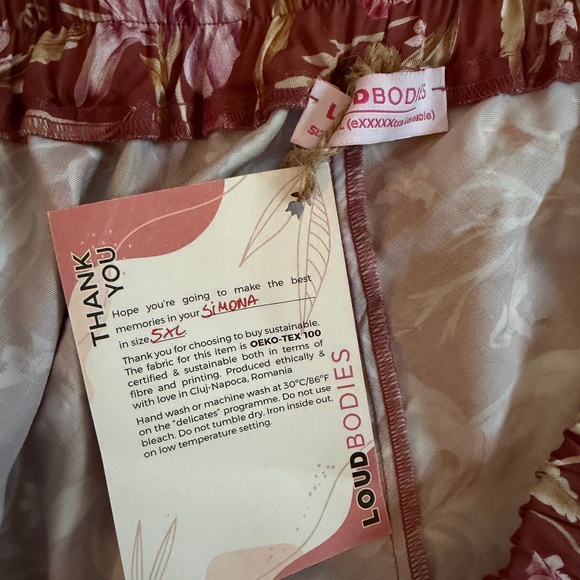 LOUDBODIES
(eXXXXXtra Loveable)
THANK
YOU
Hope you're going to make the best
memories in your SiMONA
in size 5XL
Thank you for choosing to buy sustainable.
The fabric for this item is OEKO-TEX 100
certified & sustainable both in terms of
fibre and printing. Produced ethically &
with love in Cluj-Napoca, Romania
Hand wash or machine wash at 30°C/86°F
on the "delicates" programme. Do not use
bleach. Do not tumble dry. Iron inside out,
on low temperature setting.
LOUDBODIES